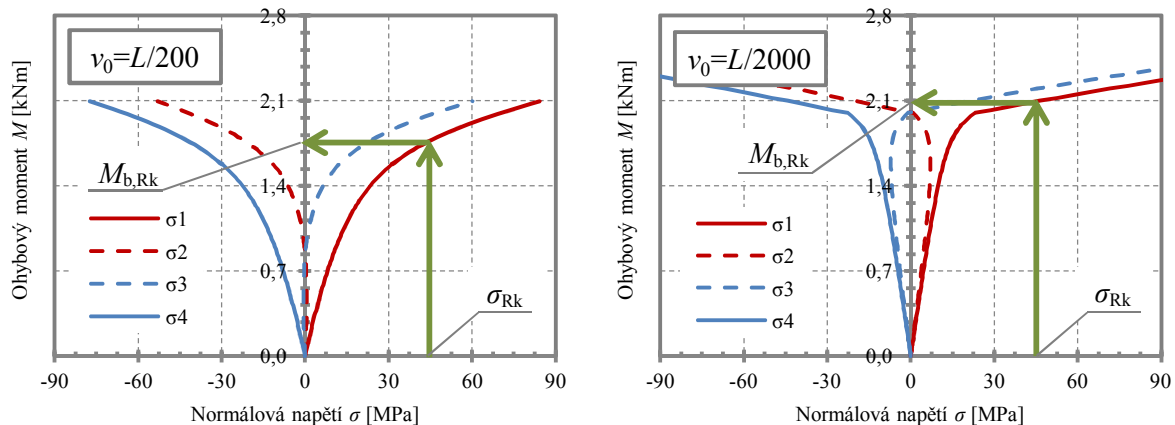 Ohybový moment M [kNm]
2,8
2,1
1,4
0,7
0,0
v0=L/200
Mb,Rk
σ1
σ2
σ3
σ4
σRk
-90
-60
-30
0
30
60
90
Normálová napětí σ [MPa]
Ohybový moment M [kNm]
2,8
2,1
1,4
0,7
0,0
v0=L/2000
Mb,Rk
σ1
σ2
σ3
σ4
σRk
-90
-60
-30
0
30
60
90
Normálová napětí σ [MPa]